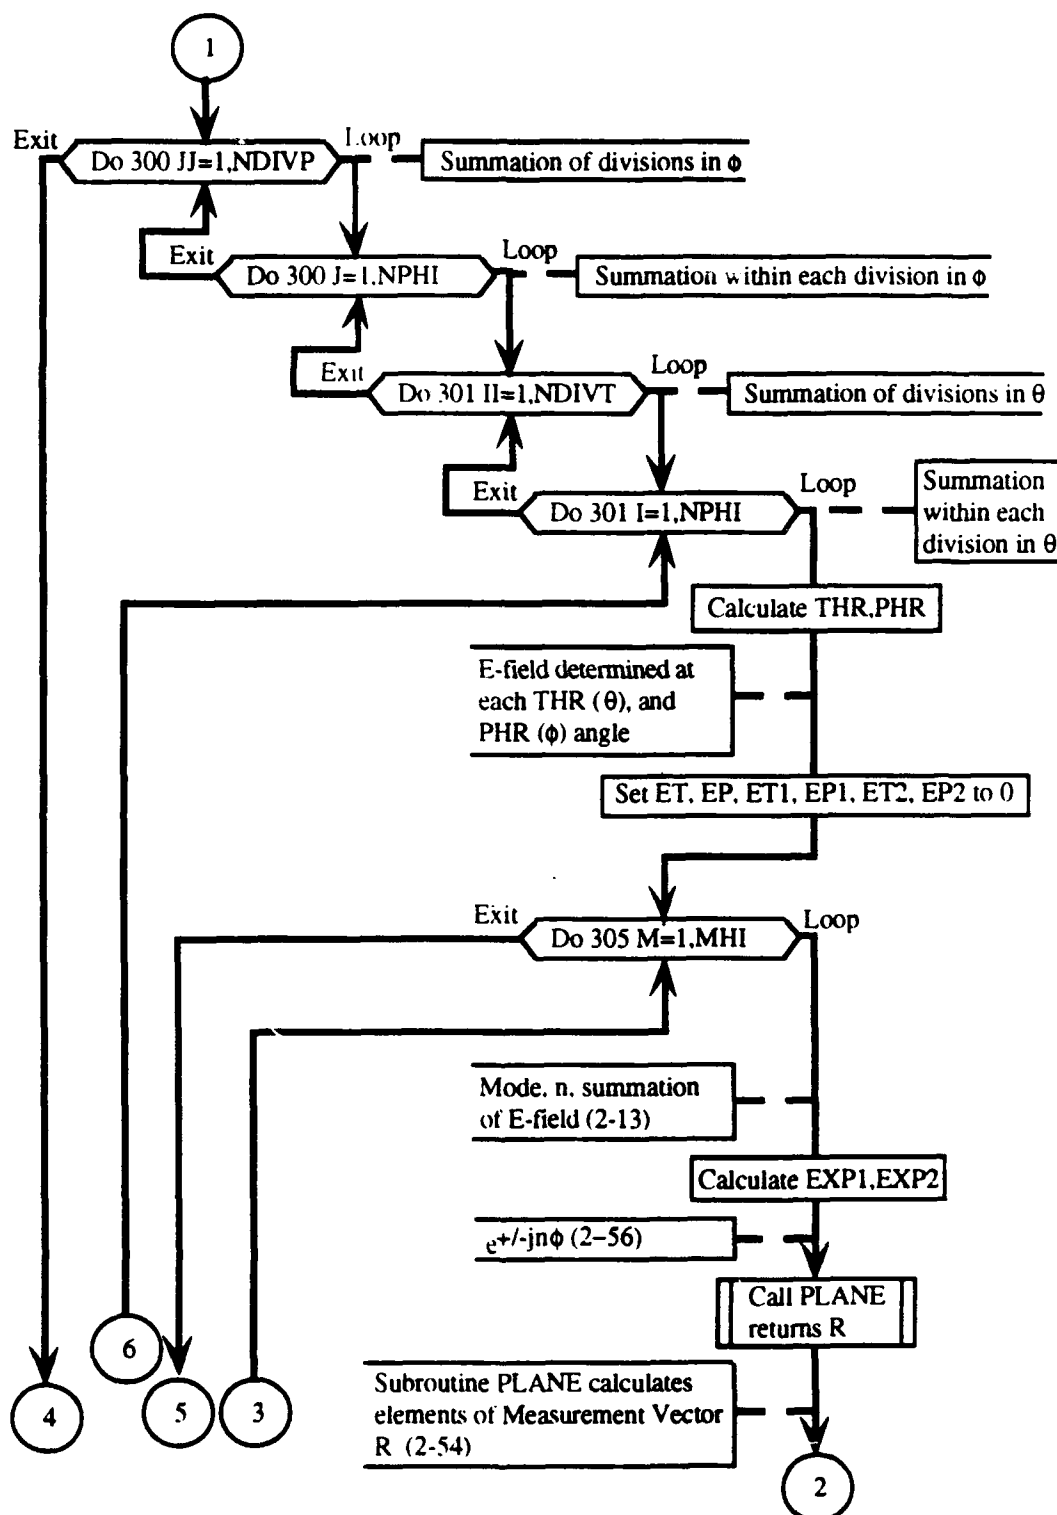 1
Exit
Loop
Do 300 JJ=1,NDIVP
Summation of divisions in ϕ
Exit
Loop
Do 300 J=1,NPHI
Summation within each division in ϕ
Exit
Loop
Do 301 II=1,NDIVT
Summation of divisions in θ
Exit
Loop
Do 301 I=1,NPHI
Summation
within each
division in θ
Calculate THR,PHR
E-field determined at
each THR (θ), and
PHR (ϕ) angle
Set ET, EP, ET1, EP1, ET2, EP2 to 0
Exit
Loop
Do 305 M=1,MHI
Mode, n, summation
of E-field (2-13)
Calculate EXP1,EXP2
e+/-jnϕ (2-56)
Call PLANE
returns R
6
4
5
3
Subroutine PLANE calculates
elements of Measurement Vector
R (2-54)
2